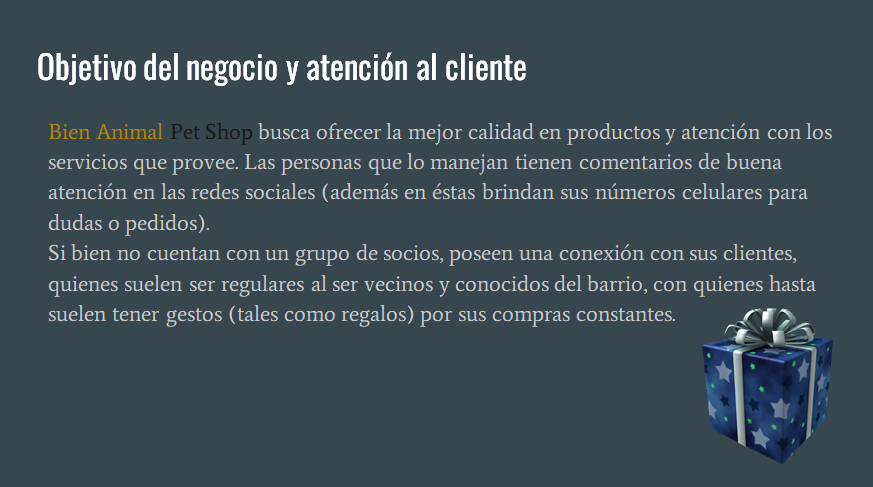 Objetivo del negocio y atención al cliente
Bien Animal Pet Shop busca ofrecer la mejor calidad en productos y atención con los
servicios que provee. Las personas que lo manejan tienen comentarios de buena
atención en las redes sociales (además en éstas brindan sus números celulares para
dudas o pedidos).
Si bien no cuentan con un grupo de socios, poseen una conexión con sus clientes,
quienes suelen ser regulares al ser vecinos y conocidos del barrio, con quienes hasta
suelen tener gestos (tales como regalos) por sus compras constantes.